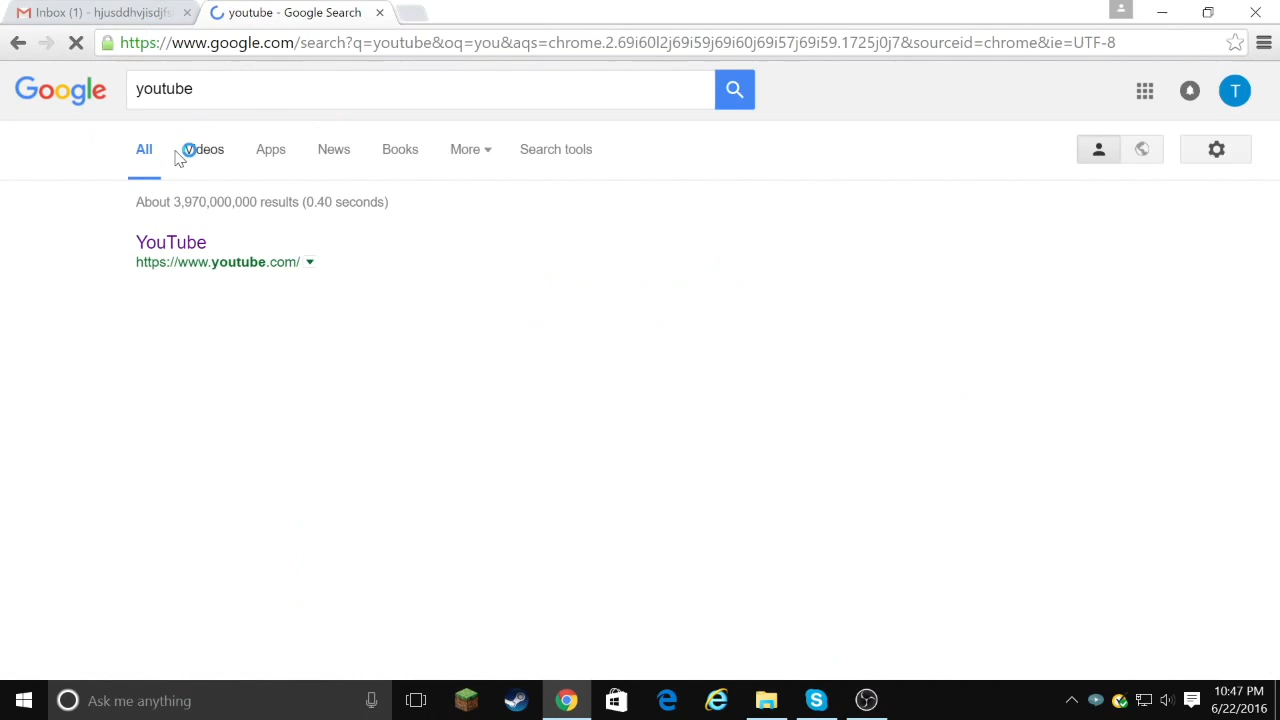 Inbox (1) - hjusddhvjisdjfs
youtube - Google Search
https://www.google.com/search?q=youtube&oq=you&aqs=chrome.2.69i60l2j69i59j69i60j69i57j69i59.1725j0j7&sourceid=chrome&ie=UTF-8
Google
youtube
T
All
Videos
Apps
News
Books
More
Search tools
About 3,970,000,000 results (0.40 seconds)
YouTube
https://www.youtube.com/
Ask me anything
10:47 PM
6/22/2016